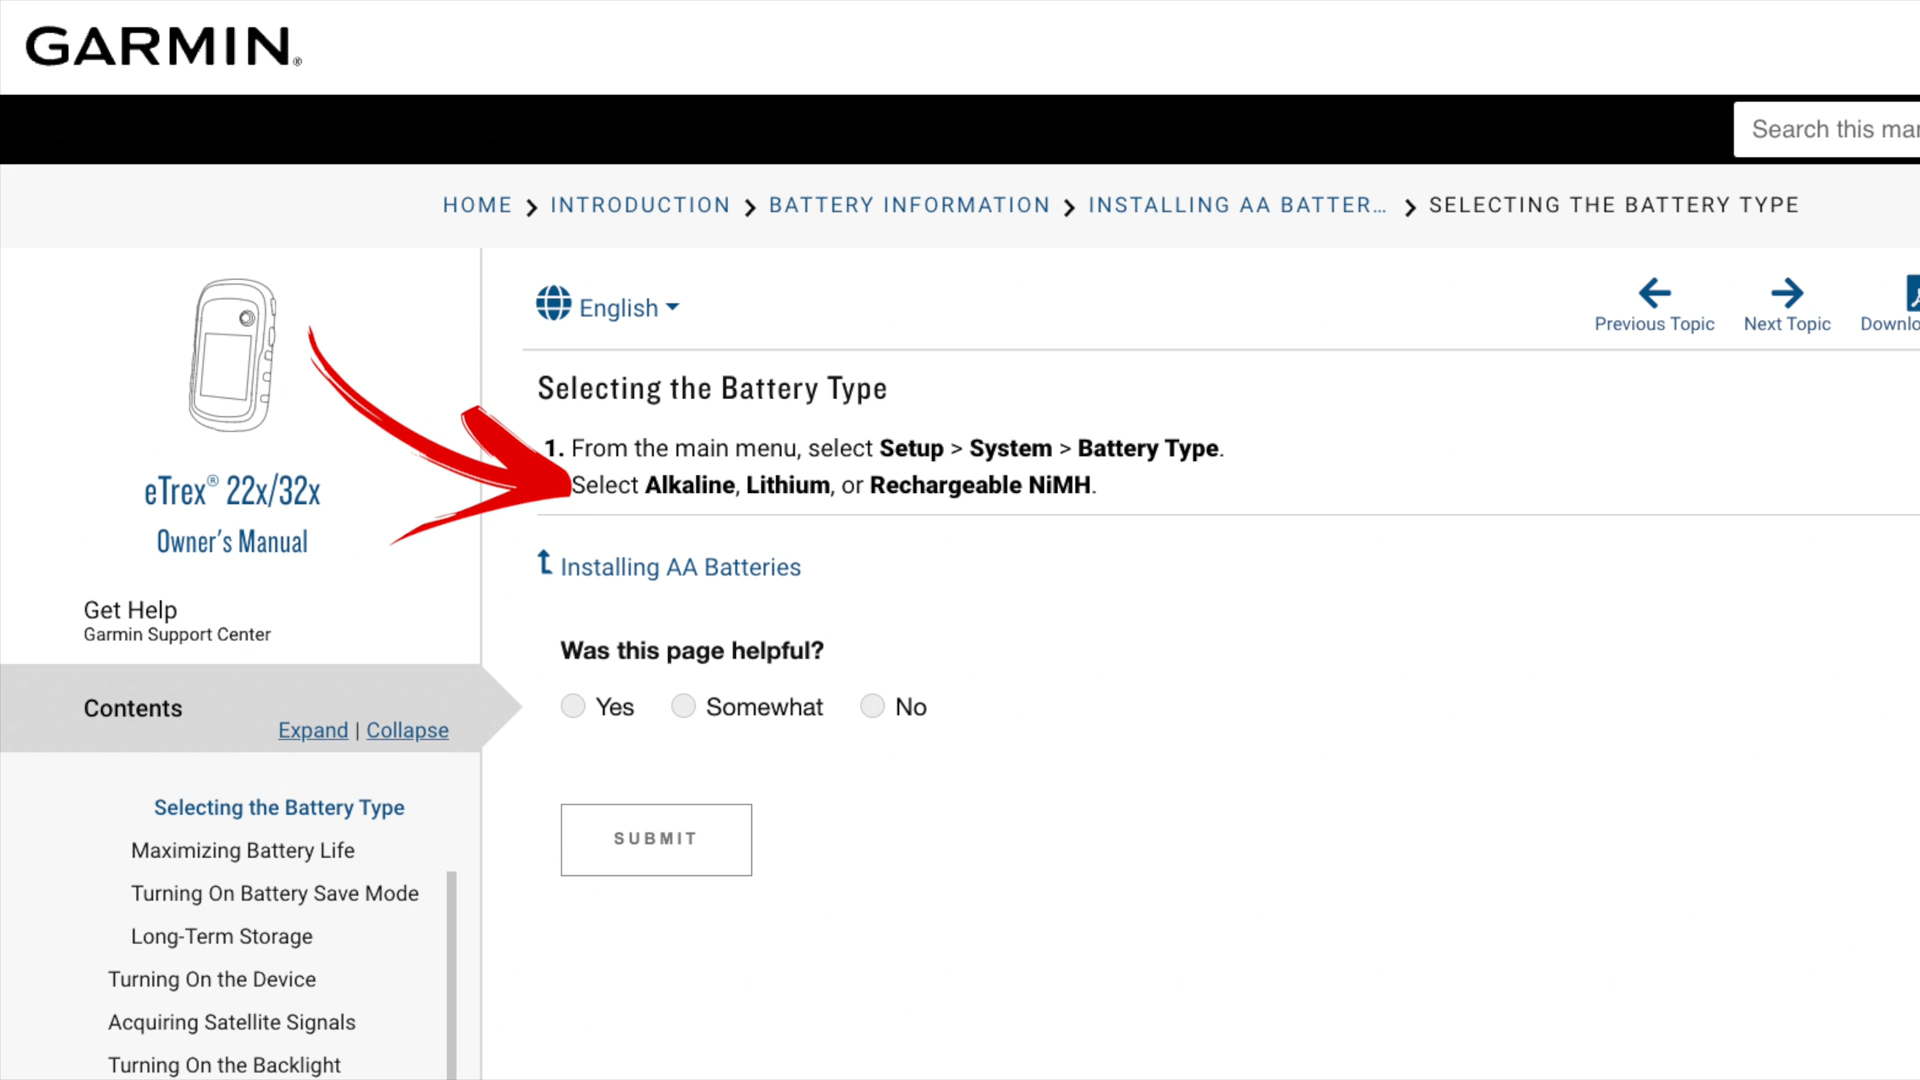 GARMIN®
Search this
HOME > INTRODUCTION > BATTERY INFORMATION > INSTALLING AA BATTER… > SELECTING THE BATTERY TYPE
English
Previous Topic
Next Topic
eTrex® 22x/32x
Owner's Manual
Get Help
Garmin Support Center
Contents
Expand | Collapse
Selecting the Battery Type
Maximizing Battery Life
Turning On Battery Save Mode
Long-Term Storage
Turning On the Device
Acquiring Satellite Signals
Turning On the Backlight
Selecting the Battery Type
1. From the main menu, select Setup > System > Battery Type.
Select Alkaline, Lithium, or Rechargeable NiMH.
Installing AA Batteries
Was this page helpful?
Yes Somewhat No
SUBMIT